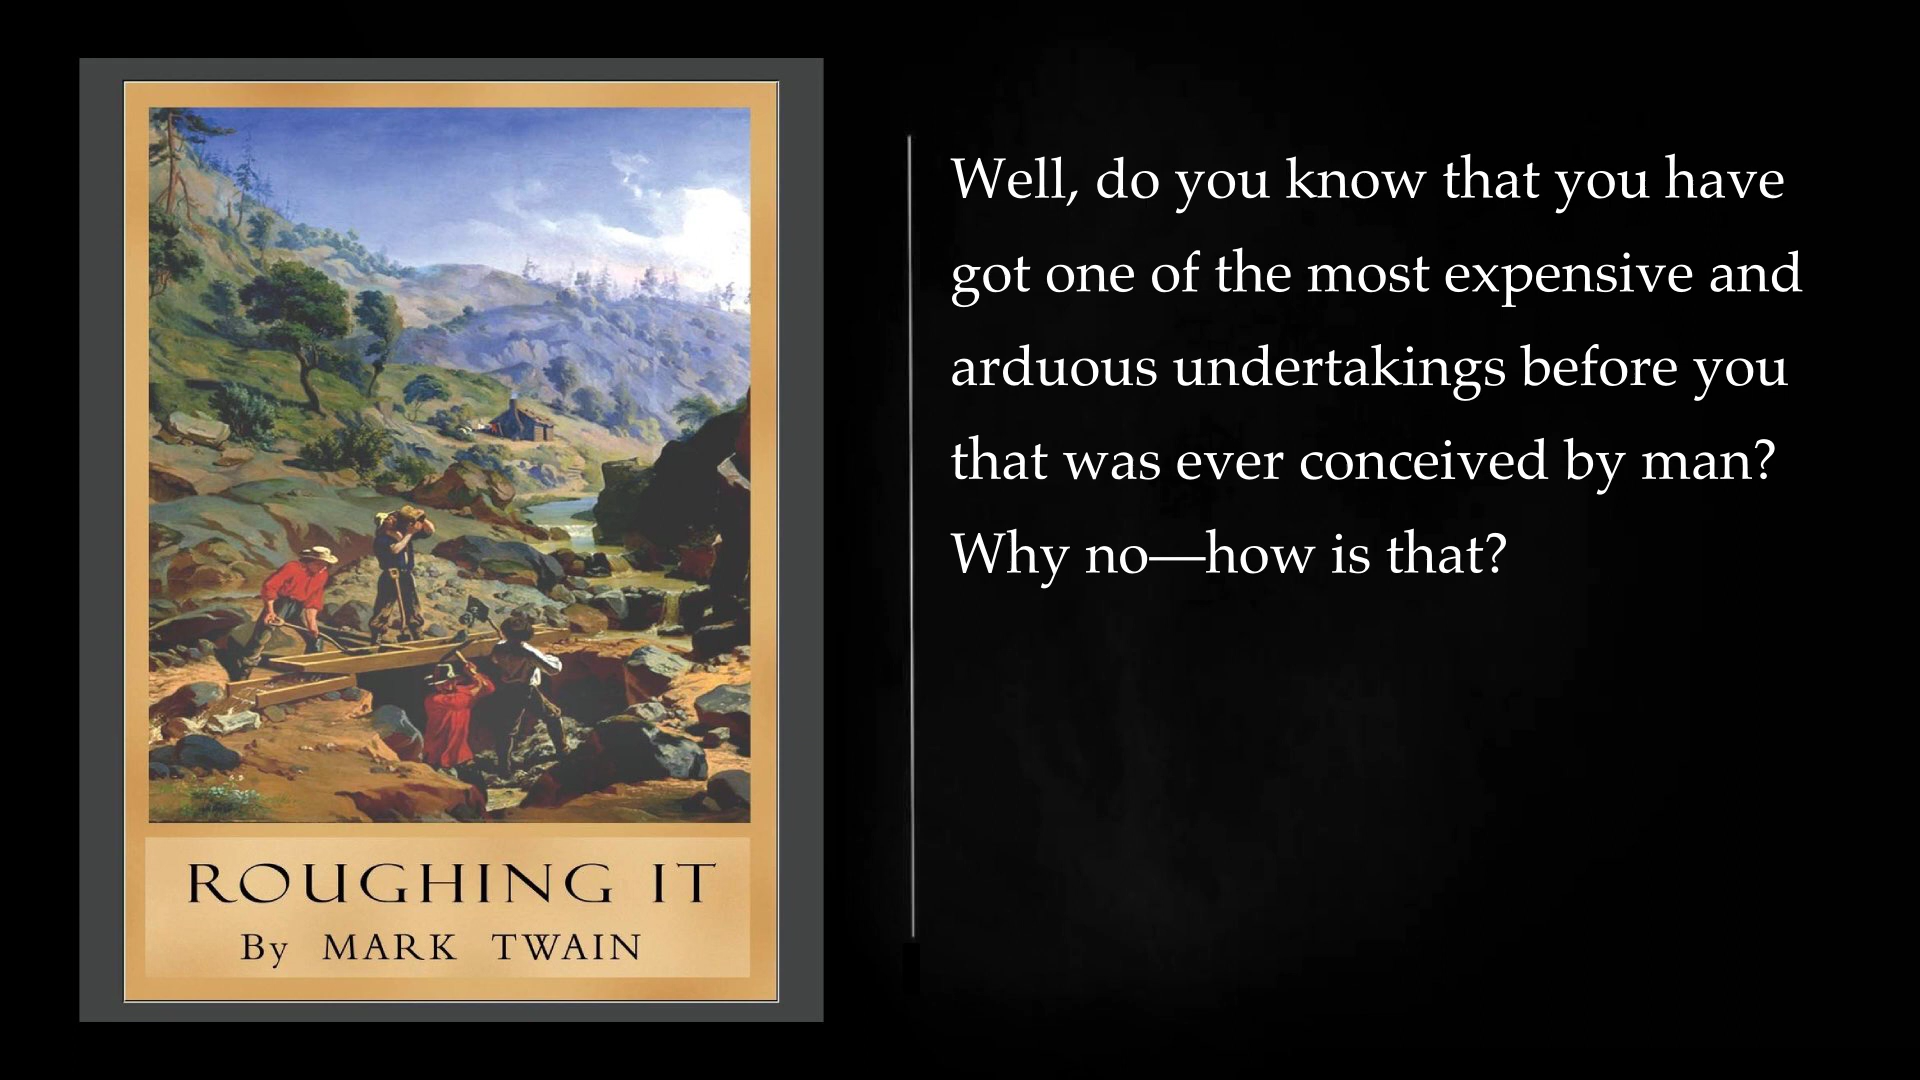 ROUGHING IT
By MARK TWAIN
Well, do you know that you have
got one of the most expensive and
arduous undertakings before you
that was ever conceived by man?
Why no—how is that?